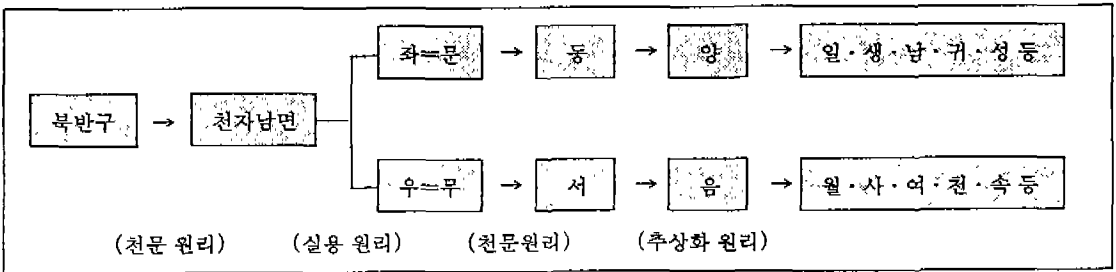 좌=문 → 동 → 양 → 일·생·남·귀·성 등
북반구 → 천자남면
우=무 → 서 → 음 → 월·사·여·천·속 등
(천문 원리) (실용 원리) (천문원리) (추상화 원리)